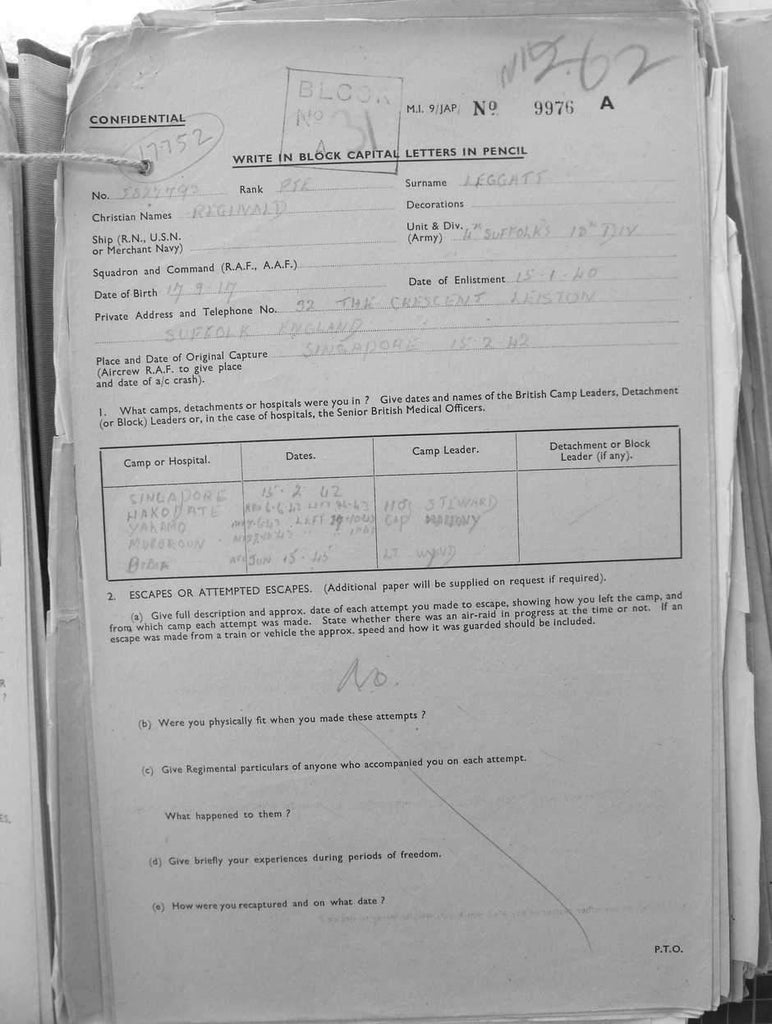 262
BLOCK
No 31
A
M.I. 9/JAP. No 9976 A
CONFIDENTIAL
17752
WRITE IN BLOCK CAPITAL LETTERS IN PENCIL
No. Rank PTE Surname LEGGATT
Christian Names REGINALD Decorations
Ship (R.N., U.S.N. or Merchant Navy)
Unit & Div. (Army) 4TH SUFFOLKS 18TH DIV
Squadron and Command (R.A.F., A.A.F.)
Date of Birth 17 9 17 Date of Enlistment 15-1-40
Private Address and Telephone No. 32 THE CRESCENT LEISTON
SUFFOLK ENGLAND
Place and Date of Original Capture SINGAPORE 15 2 42
(Aircrew R.A.F. to give place
and date of a/c crash).
1. What camps, detachments or hospitals were you in ? Give dates and names of the British Camp Leaders, Detachment
(or Block) Leaders or, in the case of hospitals, the Senior British Medical Officers.
Camp or Hospital. Dates. Camp Leader. Detachment or Block Leader (if any).
SINGAPORE 15-2 42
HAKODATE STEWARD
YAKAMO LEFT CAP
JUN 15-45 LT
2. ESCAPES OR ATTEMPTED ESCAPES. (Additional paper will be supplied on request if required).
(a) Give full description and approx. date of each attempt you made to escape, showing how you left the camp, and
from which camp each attempt was made. State whether there was an air-raid in progress at the time or not. If an
escape was made from a train or vehicle the approx. speed and how it was guarded should be included.
No.
(b) Were you physically fit when you made these attempts ?
(c) Give Regimental particulars of anyone who accompanied you on each attempt.
What happened to them ?
(d) Give briefly your experiences during periods of freedom.
(e) How were you recaptured and on what date ?
P.T.O.